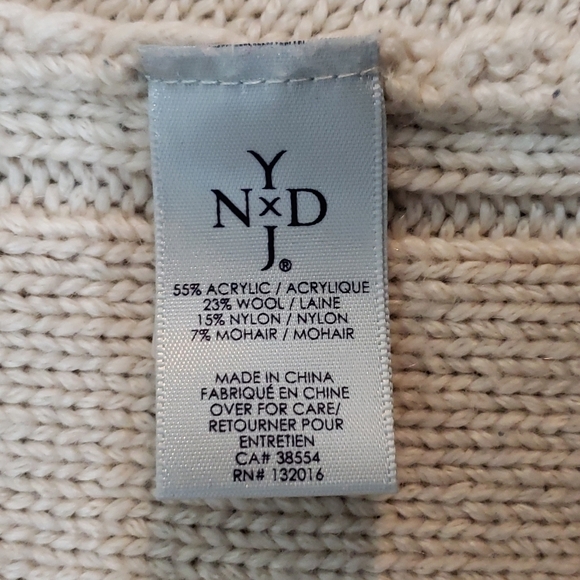 Y
N x D
J®
55% ACRYLIC / ACRYLIQUE
23% WOOL / LAINE
15% NYLON / NYLON
7% MOHAIR / MOHAIR
MADE IN CHINA
FABRIQUÉ EN CHINE
OVER FOR CARE/
RETOURNER POUR
ENTRETIEN
CA# 38554
RN# 132016